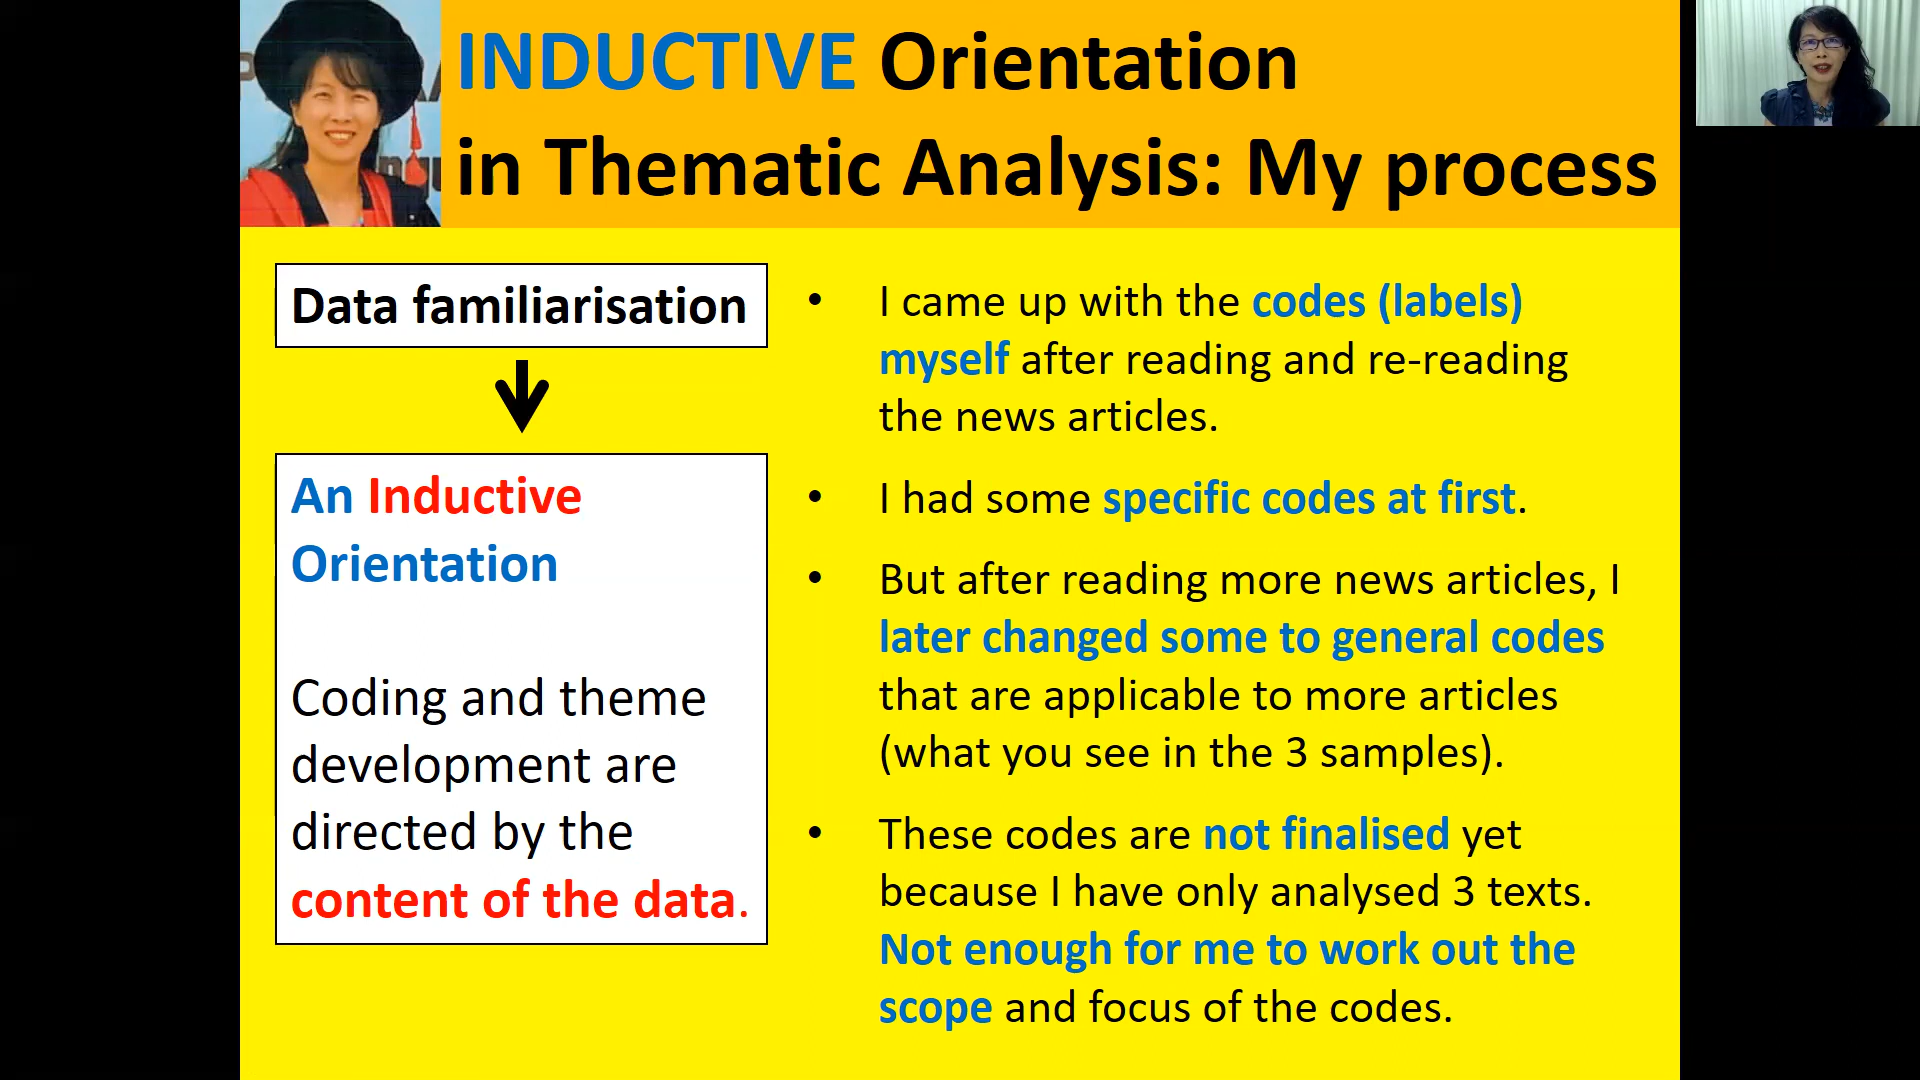 INDUCTIVE Orientation
in Thematic Analysis: My process
Data familiarisation
An Inductive
Orientation
Coding and theme
development are
directed by the
content of the data.
• I came up with the codes (labels)
myself after reading and re-reading
the news articles.
• I had some specific codes at first.
• But after reading more news articles, I
later changed some to general codes
that are applicable to more articles
(what you see in the 3 samples).
• These codes are not finalised yet
because I have only analysed 3 texts.
Not enough for me to work out the
scope and focus of the codes.